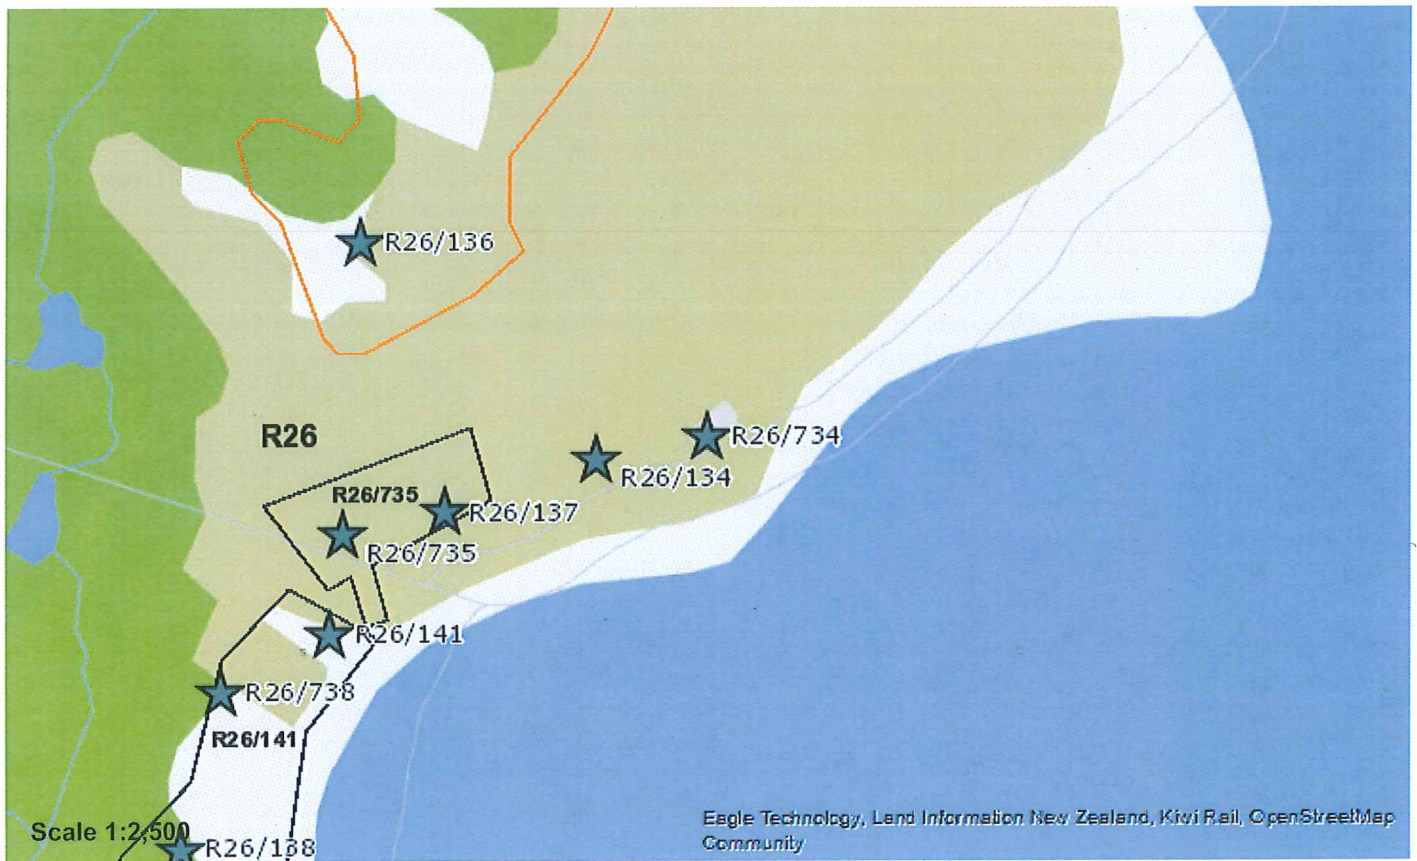 R26/136
R26
R26/734
R26/134
R26/735
R26/137
R26/735
R26/141
R26/738
R26/141
Scale 1:2,500
R26/138
Eagle Technology, Land Information New Zealand, Kiwi Rail, OpenStreetMap
Community